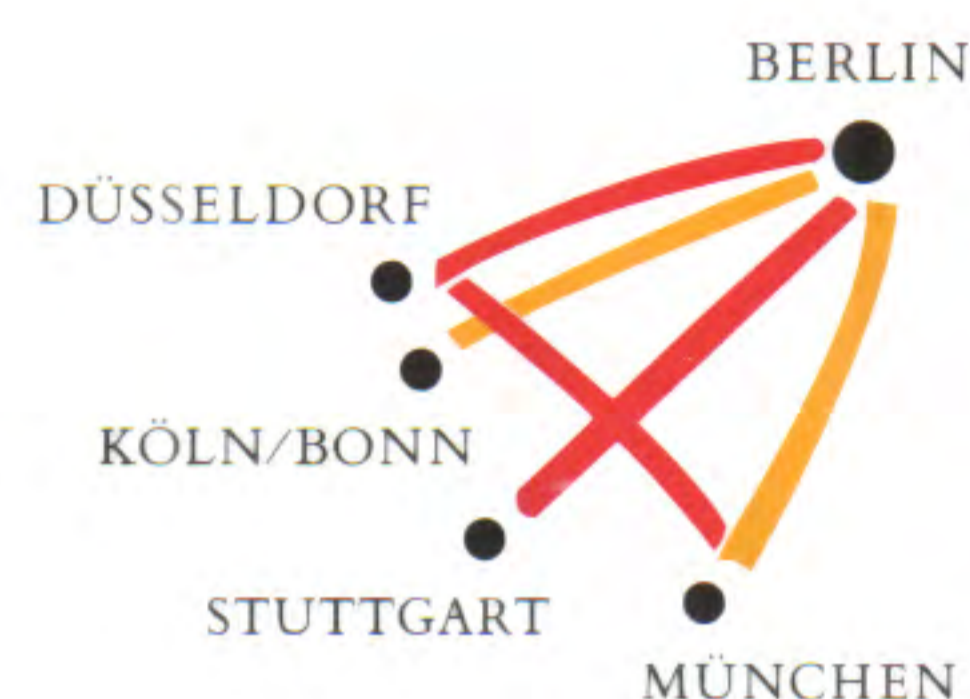 BERLIN
DÜSSELDORF
KÖLN/BONN
STUTTGART
MÜNCHEN